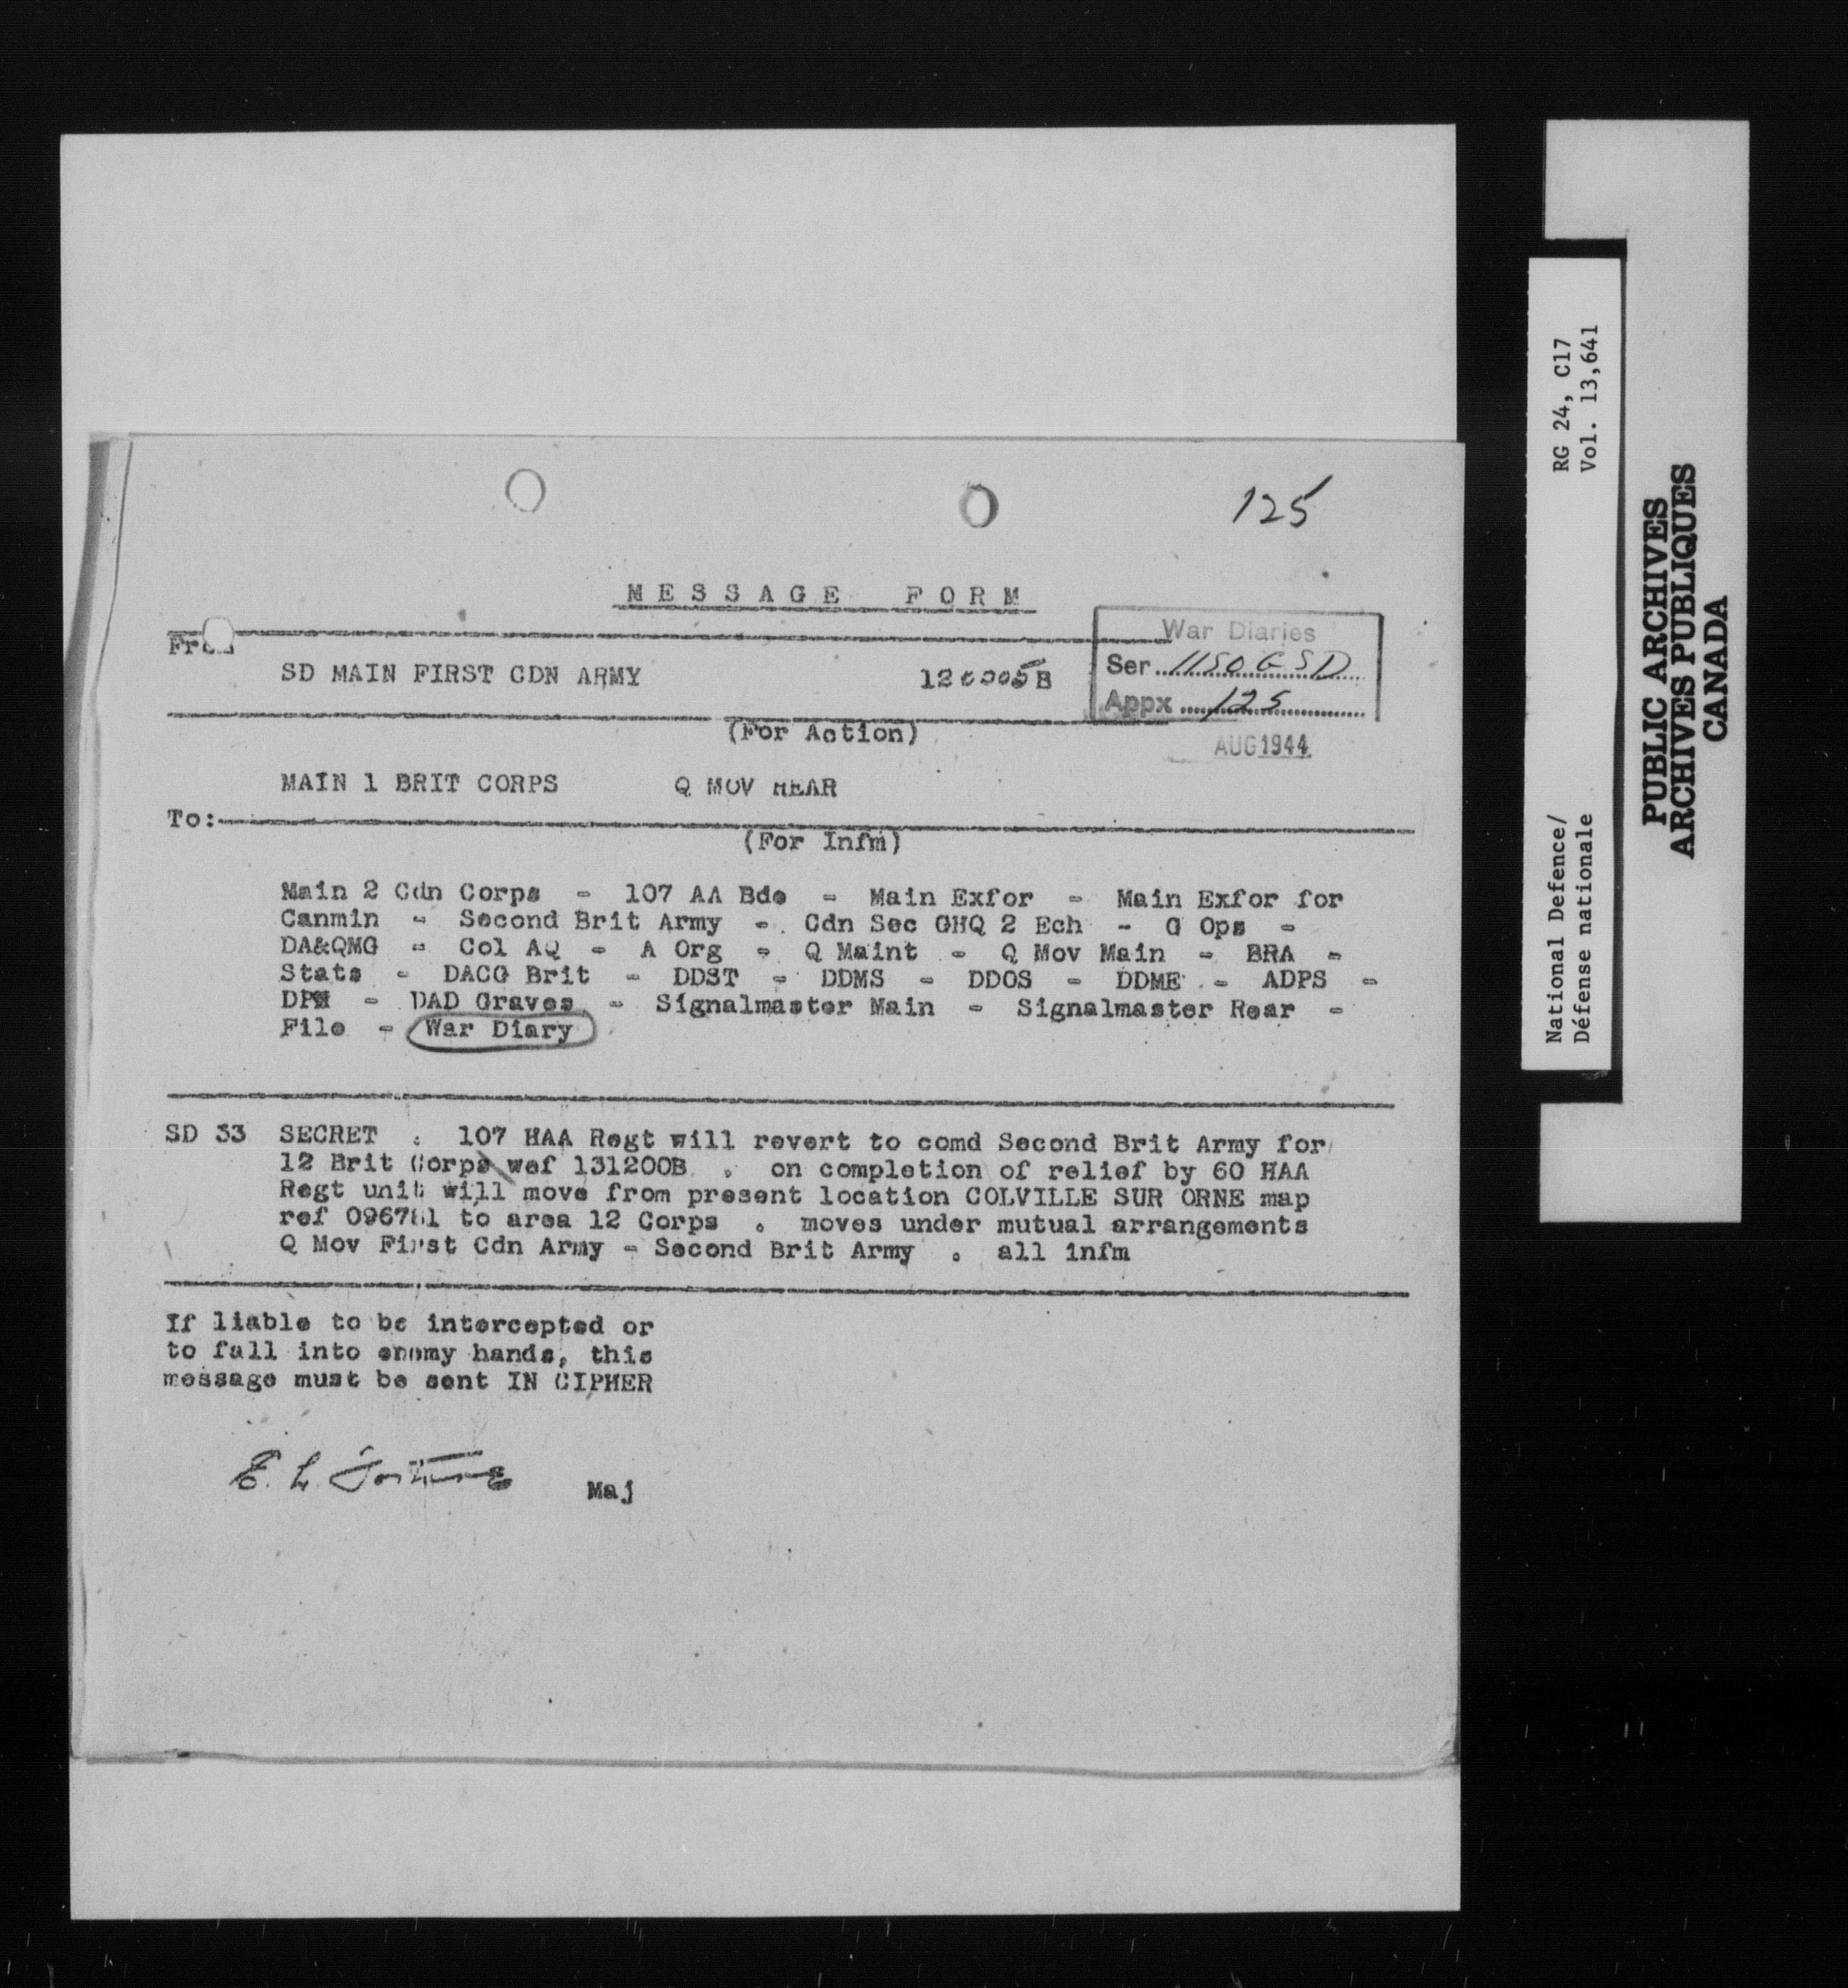 125
MESSAGE FORM
War Diaries
Ser 1150 GSD
Appx 125
AUG 1944
From
SD MAIN FIRST CDN ARMY
(For Action)
MAIN 1 BRIT CORPS Q MOV REAR
To:
(For Infm)
Main 2 Cdn Corps - 107 AA Bde - Main Exfor - Main Exfor for
Canmin - Second Brit Army - Cdn Sec GHQ 2 Ech - G Ops -
DA&QMG - Col AQ - A Org - Q Maint - Q Mov Main - BRA -
Stats - DACG Brit - DDST - DDMS - DDOS - DDME - ADPS -
DPM - DAD Graves - Signalmaster Main - Signalmaster Rear -
File - War Diary
SD 33 SECRET . 107 HAA Regt will revert to comd Second Brit Army for
12 Brit Corps wef 131200B . on completion of relief by 60 HAA
Regt unit will move from present location COLVILLE SUR ORNE map
ref to area 12 Corps . moves under mutual arrangements
Q Mov First Cdn Army - Second Brit Army . all infm
If liable to be intercepted or
to fall into enemy hands, this
message must be sent IN CIPHER
E. L. Maj
National Defence/ RG 24, C17
Défense nationale Vol. 13,641
PUBLIC ARCHIVES
ARCHIVES PUBLIQUES
CANADA